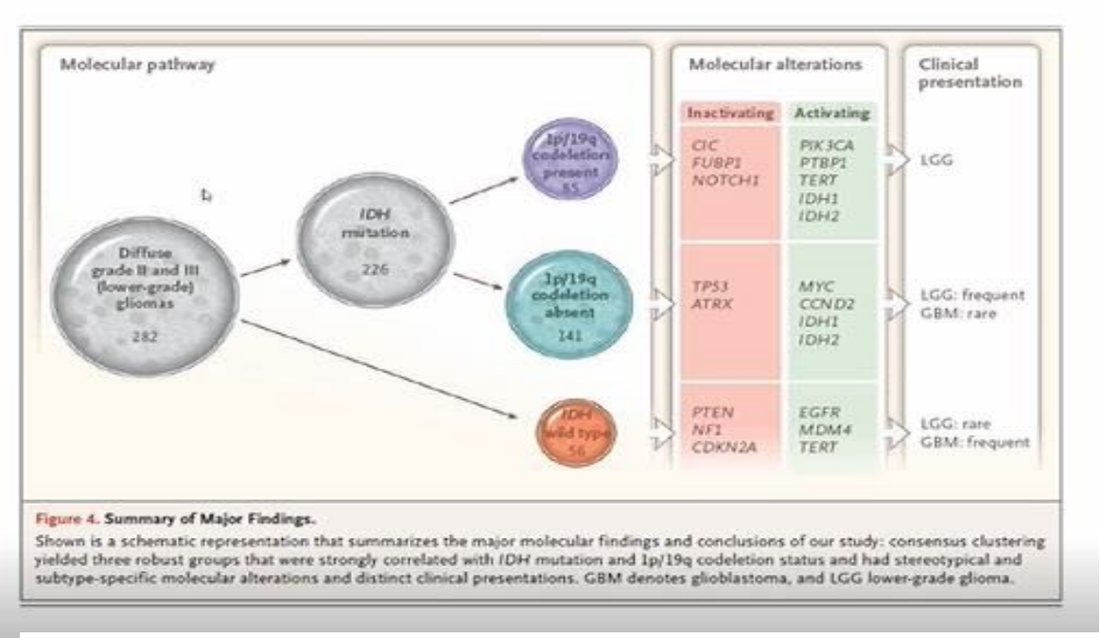 Molecular pathway
Molecular alterations
Clinical
presentation
Inactivating
Activating
Diffuse
grade II and III
(lower-grade)
gliomas
282
IDH
mutation
226
1p/19q
codeletion
present
85
1p/19q
codeletion
absent
141
IDH
wild type
56
CIC
FUBP1
NOTCH1
PIK3CA
PTBP1
TERT
IDH1
IDH2
LGG
TP53
ATRX
MYC
CCND2
IDH1
IDH2
LGG: frequent
GBM: rare
PTEN
NF1
CDKN2A
EGFR
MDM4
TERT
LGG: rare
GBM: frequent
Figure 4. Summary of Major Findings.
Shown is a schematic representation that summarizes the major molecular findings and conclusions of our study: consensus clustering
yielded three robust groups that were strongly correlated with IDH mutation and 1p/19q codeletion status and had stereotypical and
subtype-specific molecular alterations and distinct clinical presentations. GBM denotes glioblastoma, and LGG lower-grade glioma.